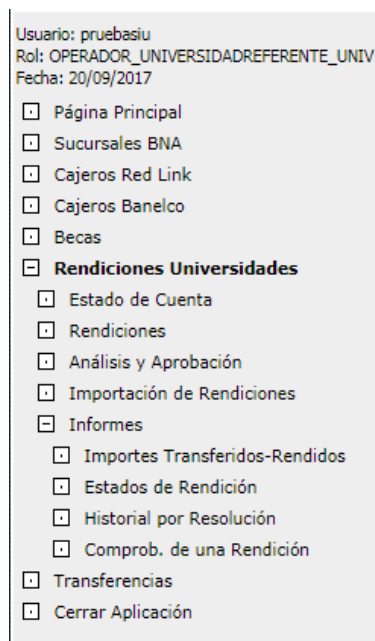 Usuario: pruebasiu
Rol: OPERADOR_UNIVERSIDADREFERENTE_UNIV
Fecha: 20/09/2017
Página Principal
Sucursales BNA
Cajeros Red Link
Cajeros Banelco
Becas
Rendiciones Universidades
Estado de Cuenta
Rendiciones
Análisis y Aprobación
Importación de Rendiciones
Informes
Importes Transferidos-Rendidos
Estados de Rendición
Historial por Resolución
Comprob. de una Rendición
Transferencias
Cerrar Aplicación